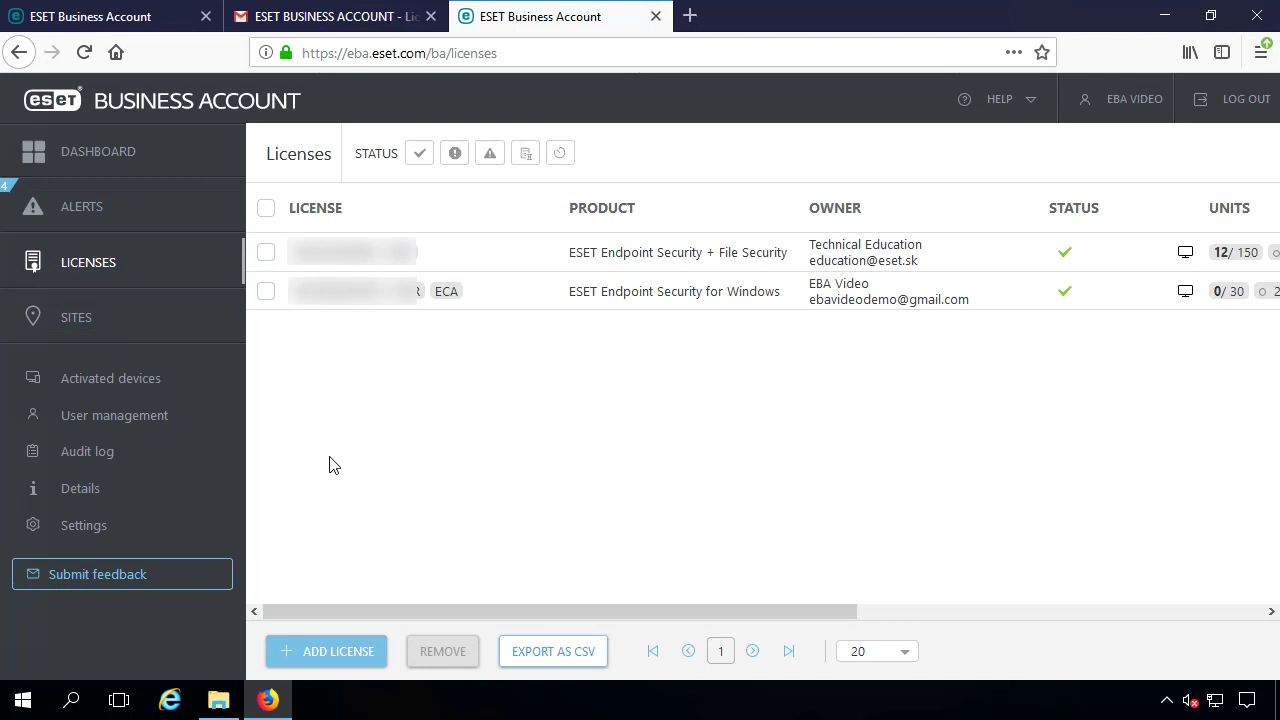 ESET Business Account
ESET BUSINESS ACCOUNT - Lic
ESET Business Account
https://eba.eset.com/ba/licenses
eseT BUSINESS ACCOUNT
HELP
EBA VIDEO
LOG OUT
DASHBOARD
4
ALERTS
LICENSES
SITES
Activated devices
User management
Audit log
Details
Settings
Submit feedback
Licenses
STATUS
LICENSE PRODUCT OWNER STATUS UNITS
ESET Endpoint Security + File Security
Technical Education
education@eset.sk
12/ 150
R ECA
ESET Endpoint Security for Windows
EBA Video
ebavideodemo@gmail.com
0/ 30
2
ADD LICENSE
REMOVE
EXPORT AS CSV
1
20